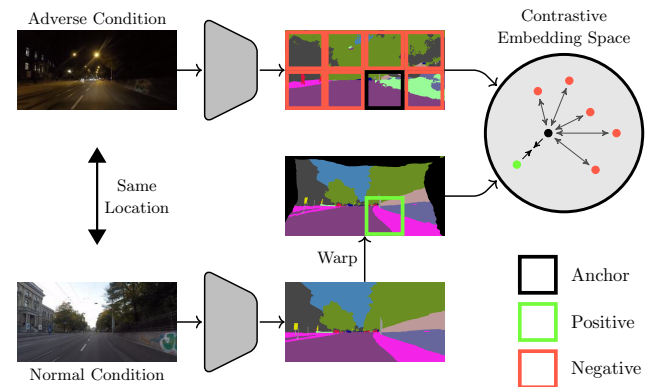 Adverse Condition
Contrastive
Embedding Space
Same
Location
Warp
Normal Condition
Anchor
Positive
Negative